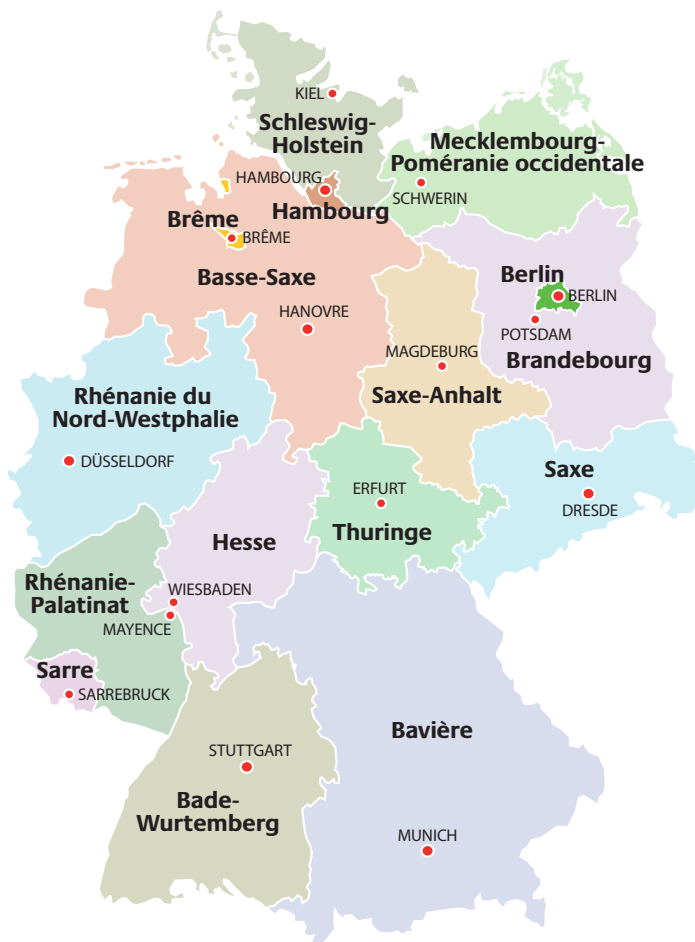 KIEL
Schleswig-
Holstein
Mecklembourg-
Poméranie occidentale
HAMBOURG
SCHWERIN
Hambourg
Brême
BRÊME
Basse-Saxe
Berlin
BERLIN
HANOVRE
POTSDAM
MAGDEBURG
Brandebourg
Rhénanie du
Nord-Westphalie
Saxe-Anhalt
DÜSSELDORF
Saxe
ERFURT
DRESDE
Thuringe
Hesse
Rhénanie-
Palatinat
WIESBADEN
MAYENCE
Sarre
SARREBRUCK
Bavière
STUTTGART
Bade-
Wurtemberg
MUNICH